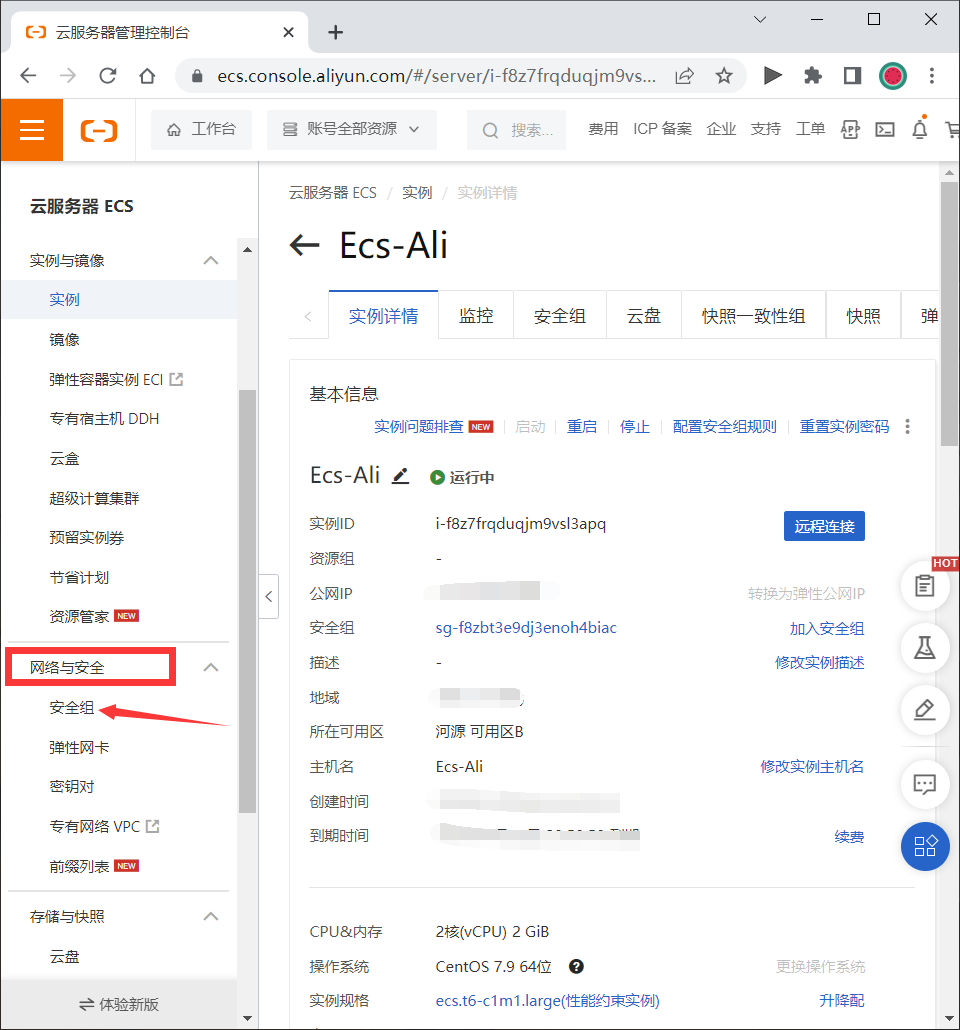 云服务器管理控制台
ecs.console.aliyun.com/#/server/i-f8z7frqduqjm9vs...
工作台
账号全部资源
搜索...
费用
ICP 备案
企业
支持
工单
APP
云服务器 ECS
实例与镜像
实例
镜像
弹性容器实例 ECI
专有宿主机 DDH
云盒
超级计算集群
预留实例券
节省计划
资源管家 NEW
网络与安全
安全组
弹性网卡
密钥对
专有网络 VPC
前缀列表 NEW
存储与快照
云盘
体验新版
云服务器 ECS / 实例 / 实例详情
Ecs-Ali
实例详情
监控
安全组
云盘
快照一致性组
快照
弹
基本信息
实例问题排查 NEW
启动
重启
停止
配置安全组规则
重置实例密码
Ecs-Ali
运行中
实例ID i-f8z7frqduqjm9vsl3apq 远程连接
资源组 -
公网IP 转换为弹性公网IP
安全组 sg-f8zbt3e9dj3enoh4biac 加入安全组
描述 - 修改实例描述
地域
所在可用区 河源 可用区B
主机名 Ecs-Ali 修改实例主机名
创建时间
到期时间 续费
CPU&内存 2核(vCPU) 2 GiB
操作系统 CentOS 7.9 64位 更换操作系统
实例规格 ecs.t6-c1m1.large(性能约束实例) 升降配
HOT